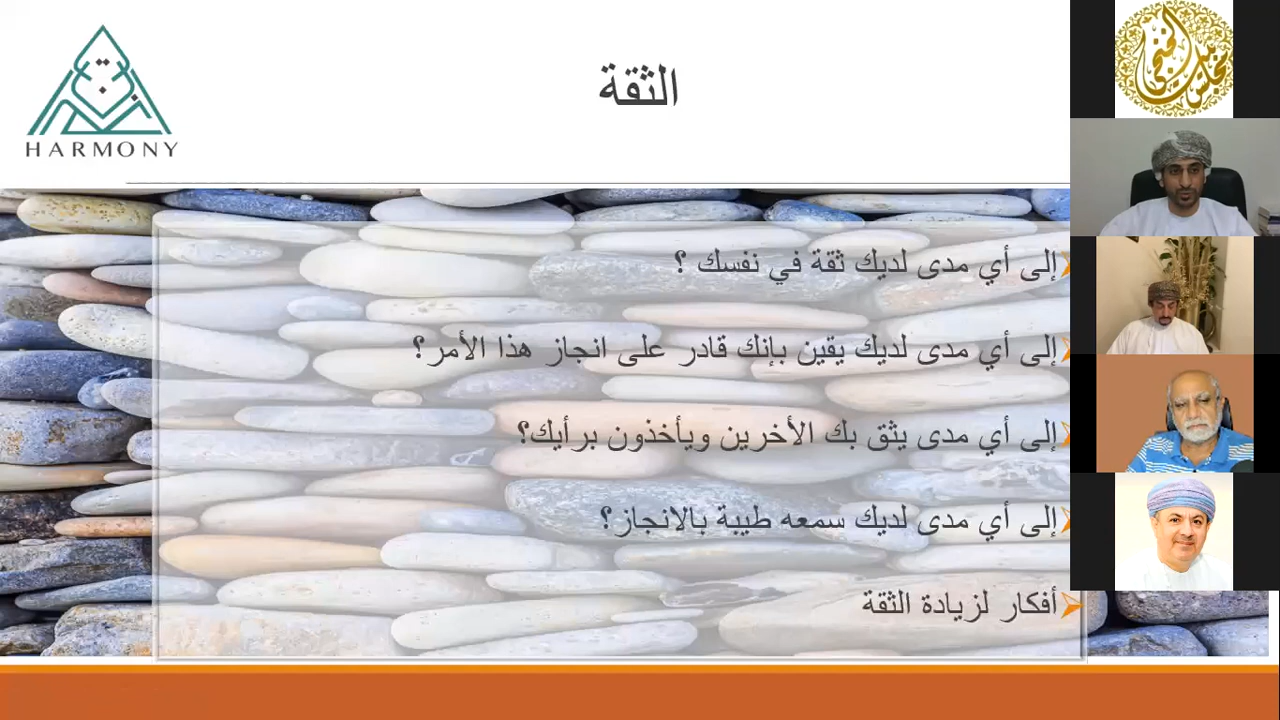 HARMONY
الثقة
إلى أي مدى لديك ثقة في نفسك ؟
إلى أي مدى لديك يقين بإنك قادر على انجاز هذا الأمر؟
إلى أي مدى يثق بك الأخرين ويأخذون برأيك؟
إلى أي مدى لديك سمعه طيبة بالانجاز؟
أفكار لزيادة الثقة